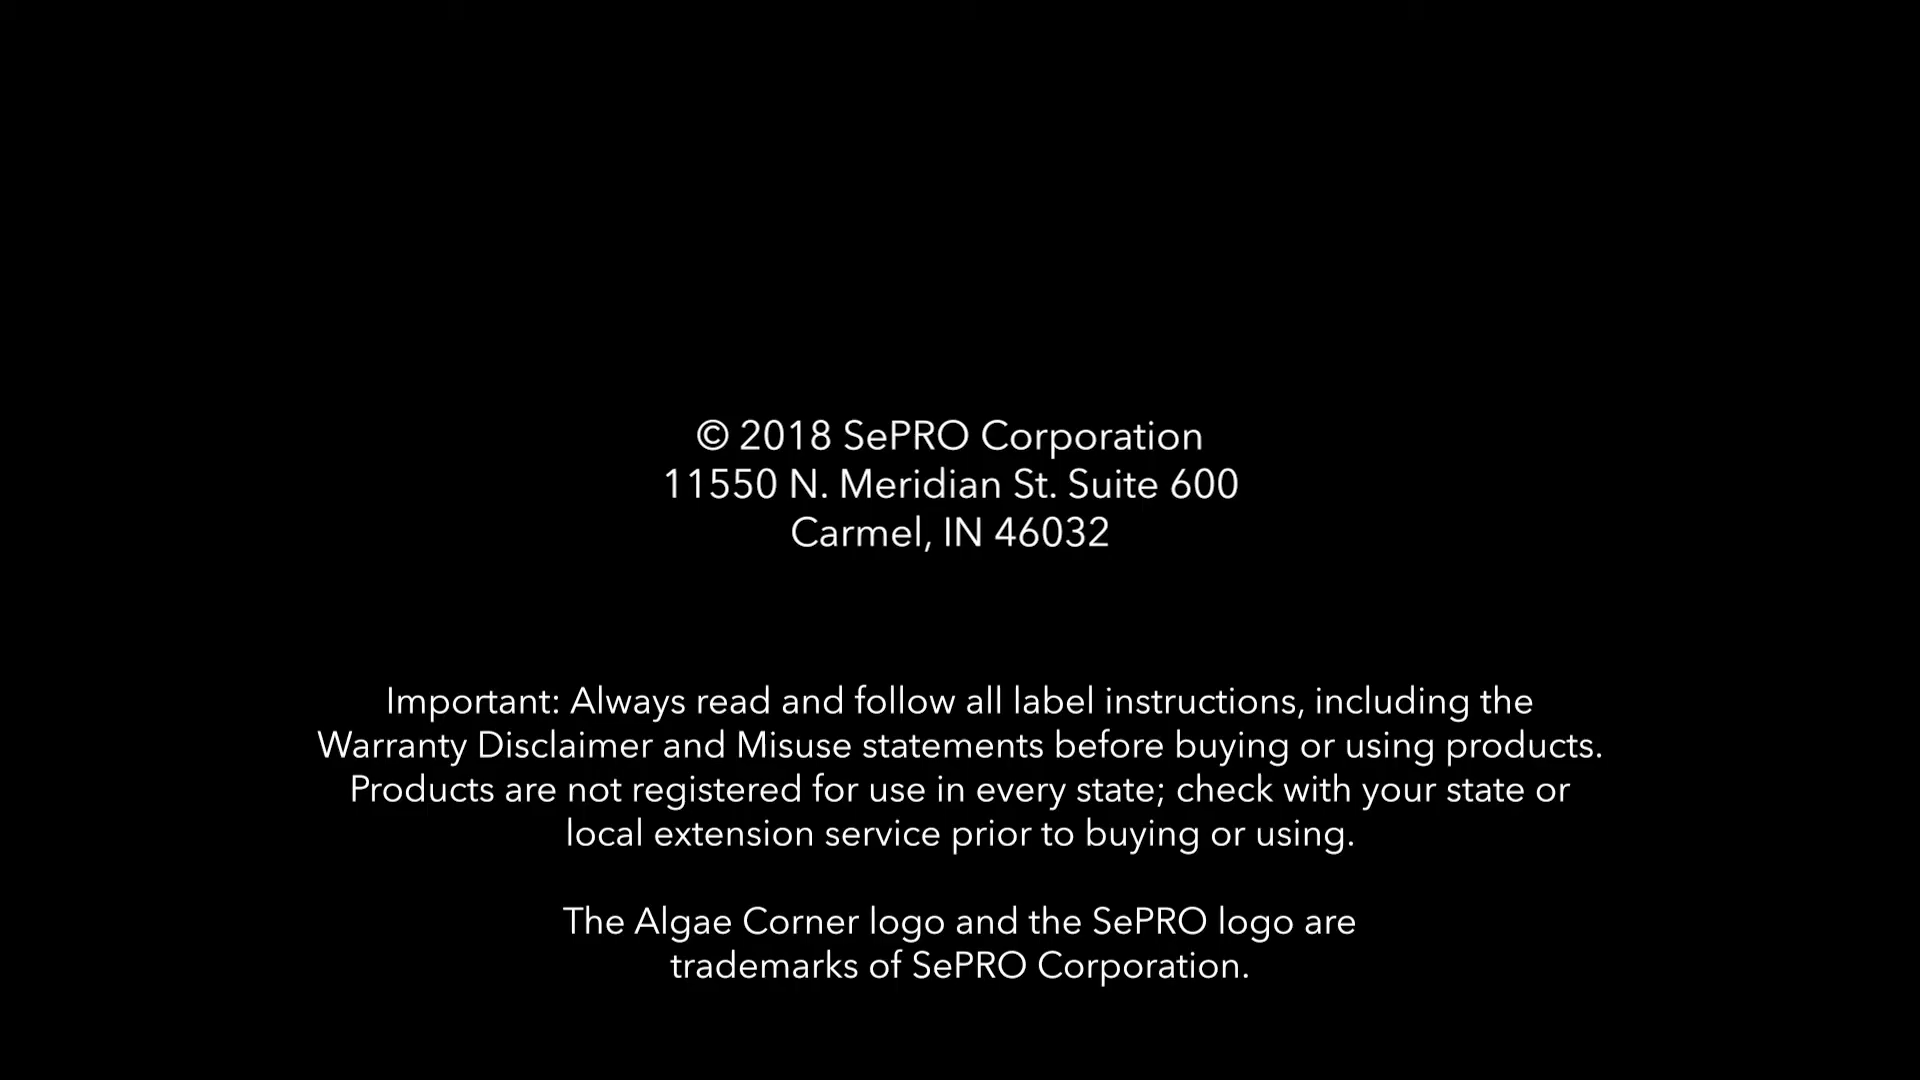 © 2018 SePRO Corporation
11550 N. Meridian St. Suite 600
Carmel, IN 46032
Important: Always read and follow all label instructions, including the
Warranty Disclaimer and Misuse statements before buying or using products.
Products are not registered for use in every state; check with your state or
local extension service prior to buying or using.
The Algae Corner logo and the SePRO logo are
trademarks of SePRO Corporation.